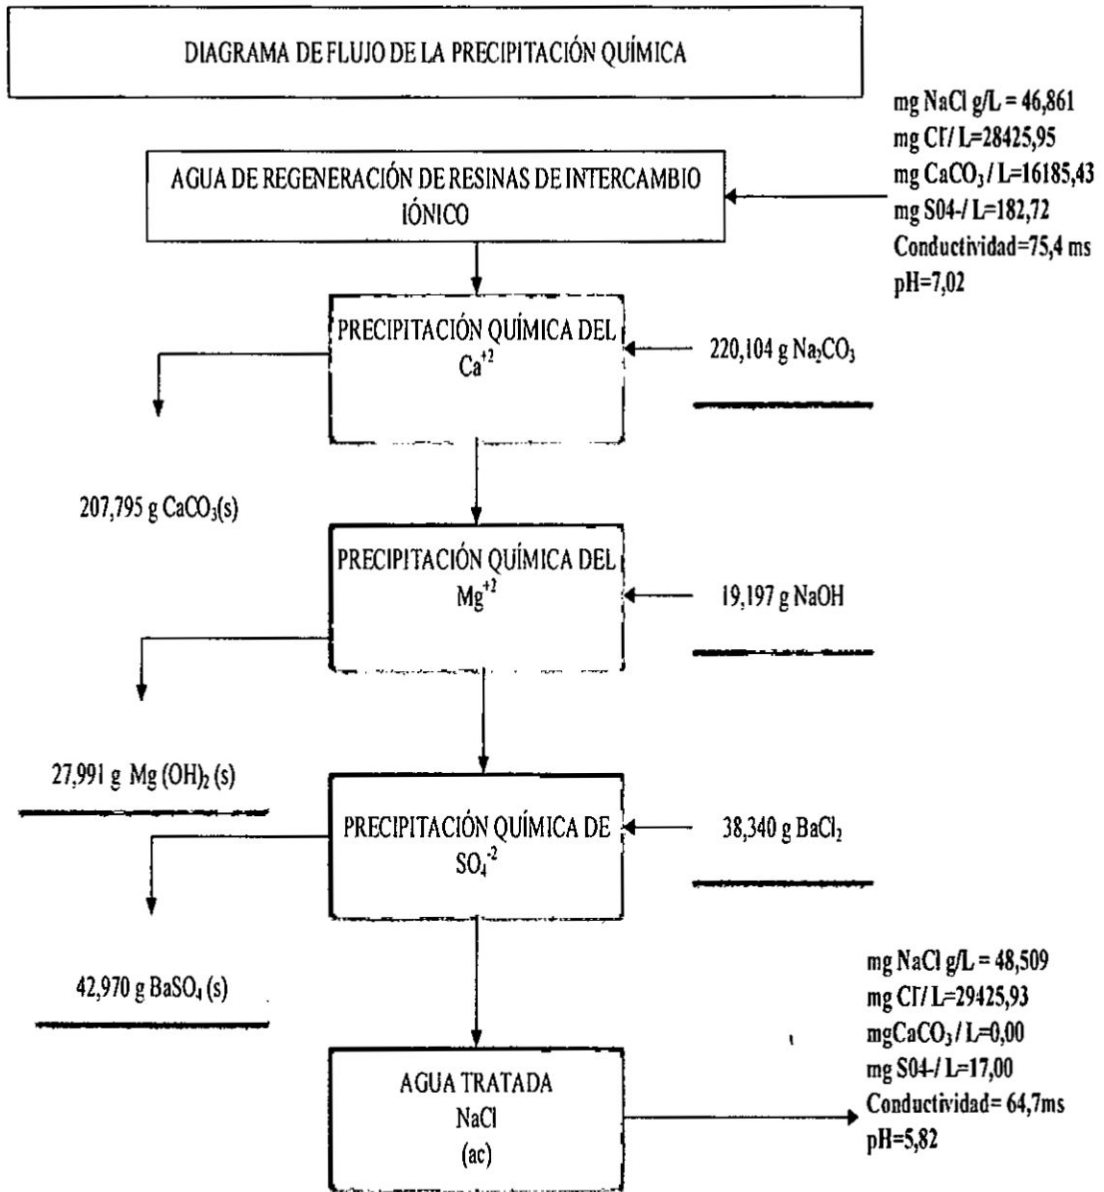 DIAGRAMA DE FLUJO DE LA PRECIPITACIÓN QUÍMICA
mg NaCl g/L = 46,861
mg Cl⁻/ L=28425,95
mg CaCO₃/ L=16185,43
mg S04-/ L=182,72
Conductividad=75,4 ms
pH=7,02
AGUA DE REGENERACIÓN DE RESINAS DE INTERCAMBIO
IÓNICO
PRECIPITACIÓN QUÍMICA DEL
Ca⁺²
220,104 g Na₂CO₃
207,795 g CaCO₃(s)
PRECIPITACIÓN QUÍMICA DEL
Mg⁺²
19,197 g NaOH
27,991 g Mg (OH)₂ (s)
PRECIPITACIÓN QUÍMICA DE
SO₄⁻²
38,340 g BaCl₂
42,970 g BaSO₄ (s)
mg NaCl g/L = 48,509
mg Cl⁻/ L=29425,93
mgCaCO₃/ L=0,00
mg S04-/ L=17,00
Conductividad= 64,7ms
pH=5,82
AGUA TRATADA
NaCl
(ac)